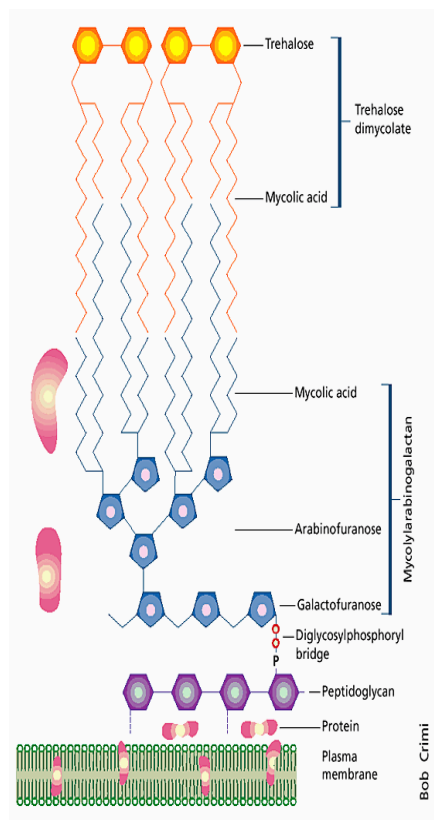 Trehalose
Trehalose
dimycolate
Mycolic acid
Mycolic acid
Mycolylarabinogalactan
Arabinofuranose
Galactofuranose
Diglycosylphosphoryl
bridge
P
Peptidoglycan
Protein
Plasma
membrane
Bob Crimi